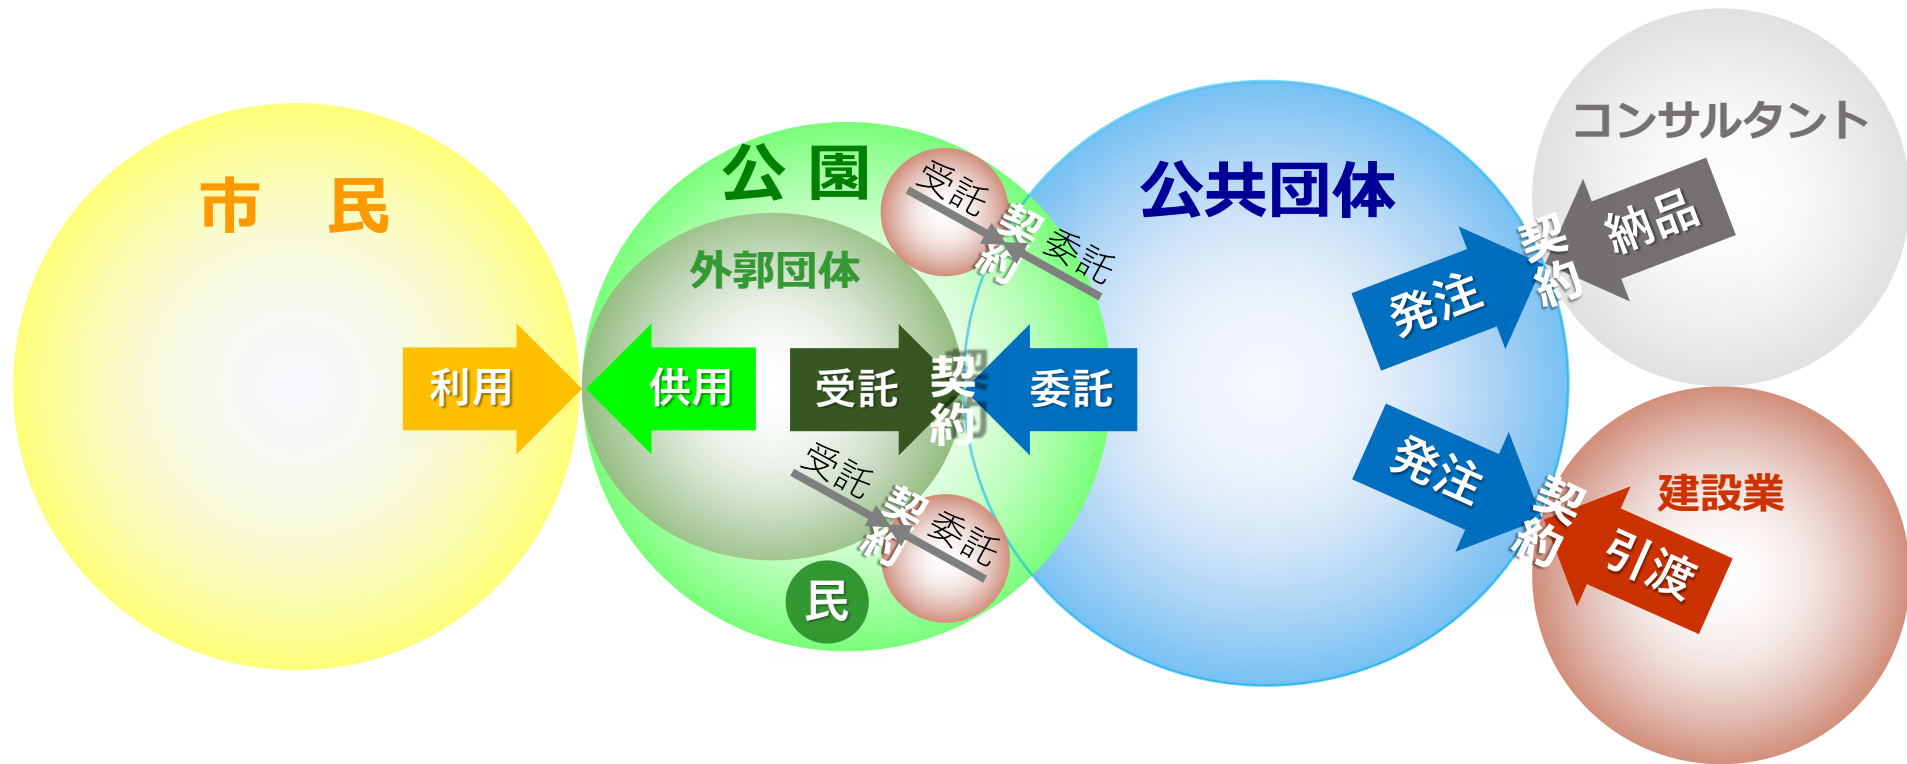 市　民
利用
公 園
外郭団体
供用
受託
契約
委託
受託
契約
委託
受託
契約
委託
民
公共団体
発注
契約
納品
コンサルタント
発注
契約
引渡
建設業